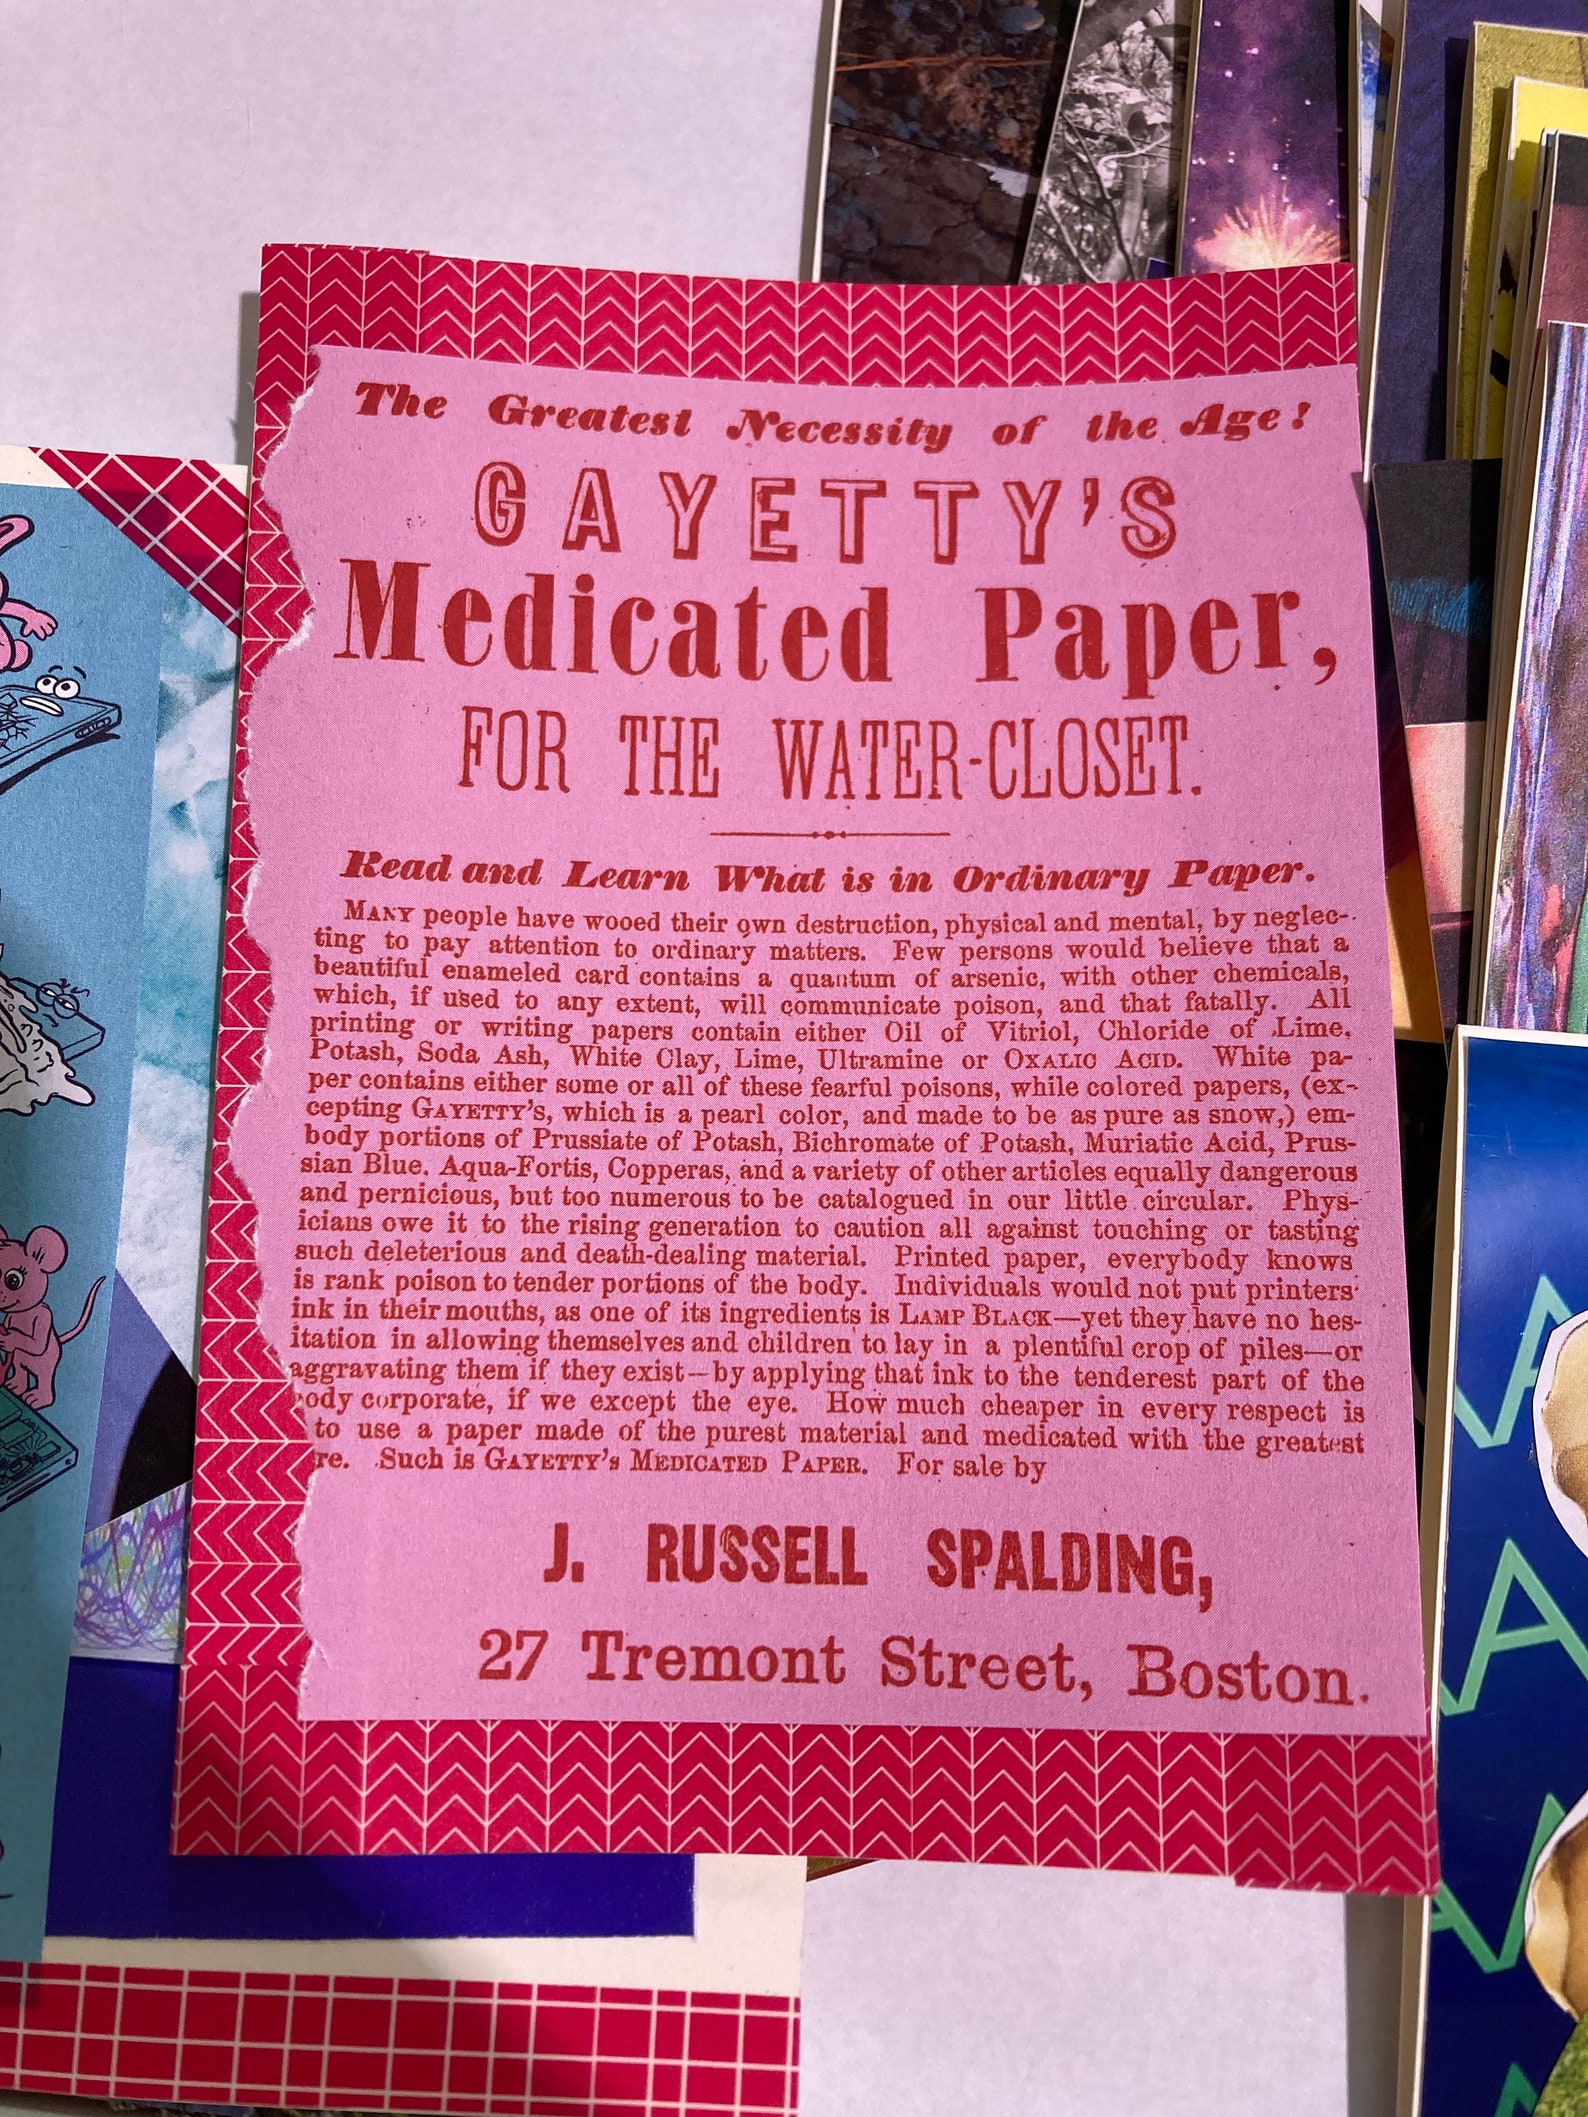 The Greatest Necessity of the Age!
GAYETTY'S
Medicated Paper,
FOR THE WATER-CLOSET.
Read and Learn What is in Ordinary Paper.
MANY people have wooed their own destruction, physical and mental, by neglec-
ting to pay attention to ordinary matters. Few persons would believe that a
beautiful enameled card contains a quantum of arsenic, with other chemicals,
which, if used to any extent, will communicate poison, and that fatally. All
printing or writing papers contain either Oil of Vitriol, Chloride of Lime,
Potash, Soda Ash, White Clay, Lime, Ultramine or OXALIC ACID. White pa-
per contains either some or all of these fearful poisons, while colored papers, (ex-
cepting GAYETTY'S, which is a pearl color, and made to be as pure as snow,) em-
body portions of Prussiate of Potash, Bichromate of Potash, Muriatic Acid, Prus-
sian Blue, Aqua-Fortis, Copperas, and a variety of other articles equally dangerous
and pernicious, but too numerous to be catalogued in our little circular. Phys-
icians owe it to the rising generation to caution all against touching or tasting
such deleterious and death-dealing material. Printed paper, everybody knows
is rank poison to tender portions of the body. Individuals would not put printers'
ink in their mouths, as one of its ingredients is LAMP BLACK—yet they have no hes-
itation in allowing themselves and children to lay in a plentiful crop of piles—or
aggravating them if they exist—by applying that ink to the tenderest part of the
ody corporate, if we except the eye. How much cheaper in every respect is
to use a paper made of the purest material and medicated with the greatest
re. Such is GAYETTY'S MEDICATED PAPER. For sale by
J. RUSSELL SPALDING,
27 Tremont Street, Boston.